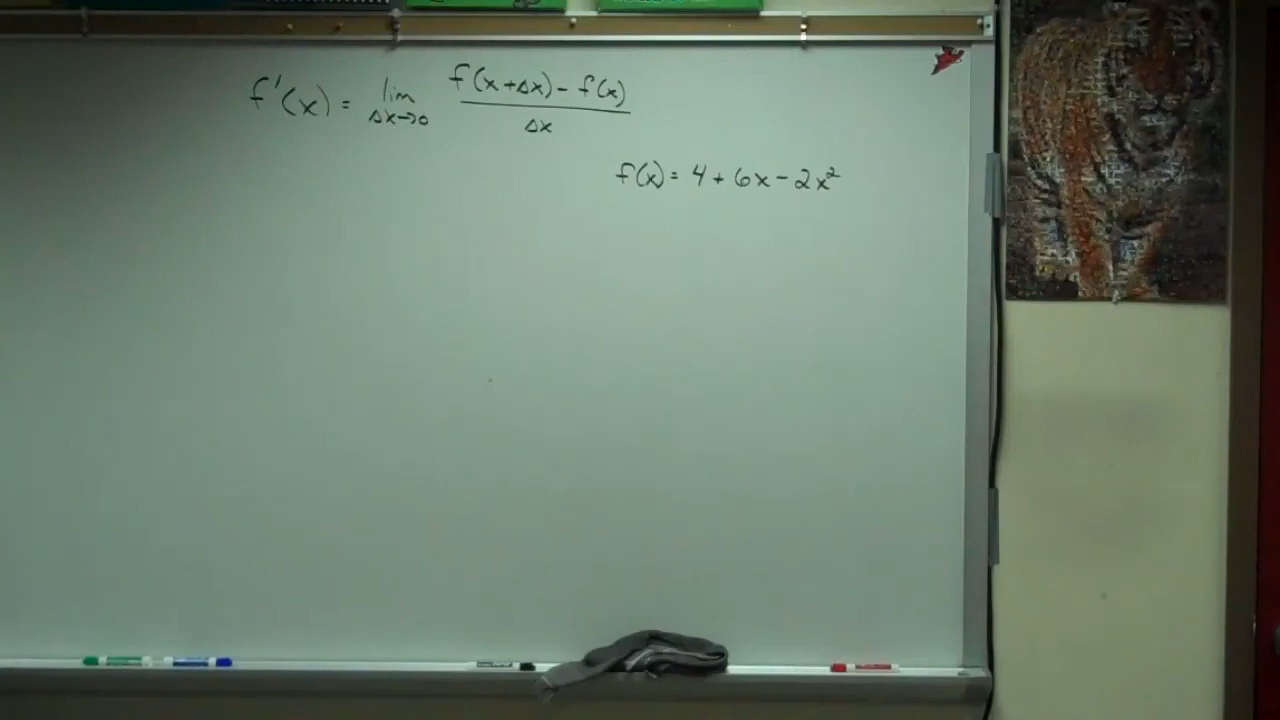 f'(x) = lim Δx→0 f(x+Δx) - f(x) / Δx
f(x) = 4 + 6x - 2x²